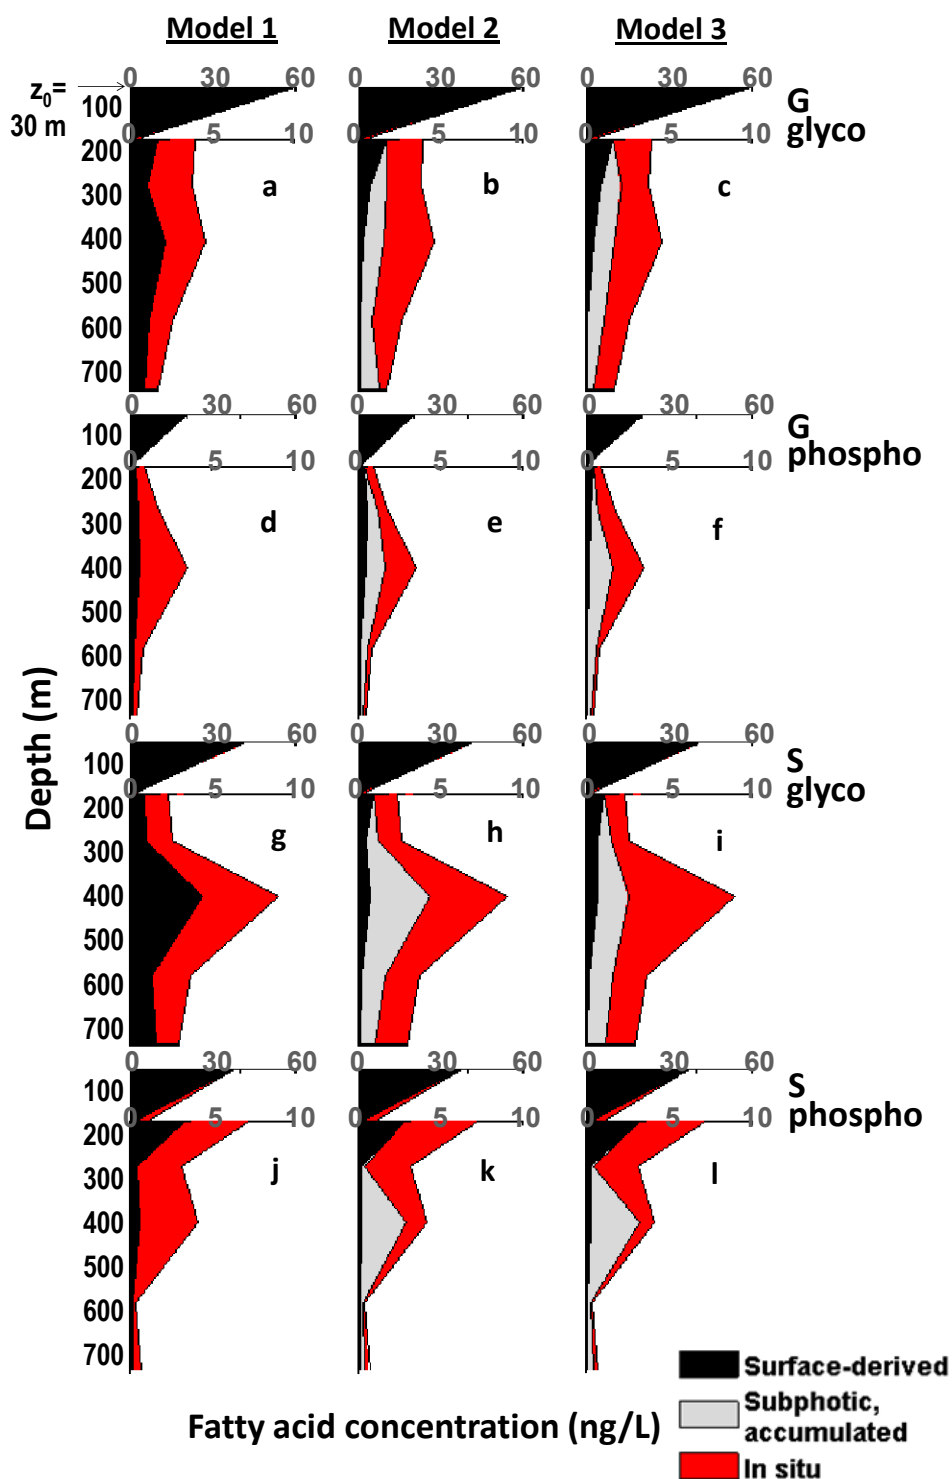 Model 1 Model 2 Model 3
z0=
30 m
0 30 60 0 30 60 0 30 60
100
G
glyco
0 5 10 0 5 10 0 5 10
200
300
a b c
400
500
600
700
0 30 60 0 30 60 0 30 60
100
G
phospho
0 5 10 0 5 10 0 5 10
200
300
d e f
400
500
600
700
0 30 60 0 30 60 0 30 60
100
S
glyco
0 5 10 0 5 10 0 5 10
200
300
g h i
400
500
600
700
0 30 60 0 30 60 0 30 60
100
S
phospho
0 5 10 0 5 10 0 5 10
200
300
j k l
400
500
600
700
Depth (m)
Fatty acid concentration (ng/L)
Surface-derived
Subphotic,
accumulated
In situ